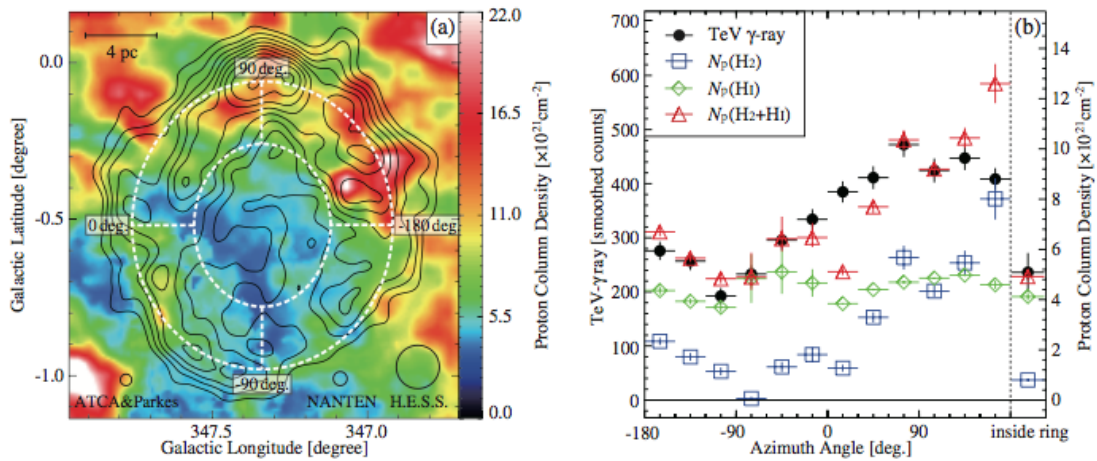 (a)
4 pc
0.0
-0.5
-1.0
Galactic Latitude [degree]
90 deg.
0 deg.
-180 deg.
-90 deg.
ATCA&Parkes NANTEN H.E.S.S.
347.5 347.0
Galactic Longitude [degree]
22.0
16.5
11.0
5.5
0.0
Proton Column Density [×10²¹cm⁻²]
(b)
TeV γ-ray
Np(H2)
Np(HI)
Np(H2+HI)
700
600
500
400
300
200
100
0
TeV-γray [smoothed counts]
14
12
10
8
6
4
2
0
Proton Column Density [×10²¹cm⁻²]
-180 -90 0 90 inside ring
Azimuth Angle [deg.]